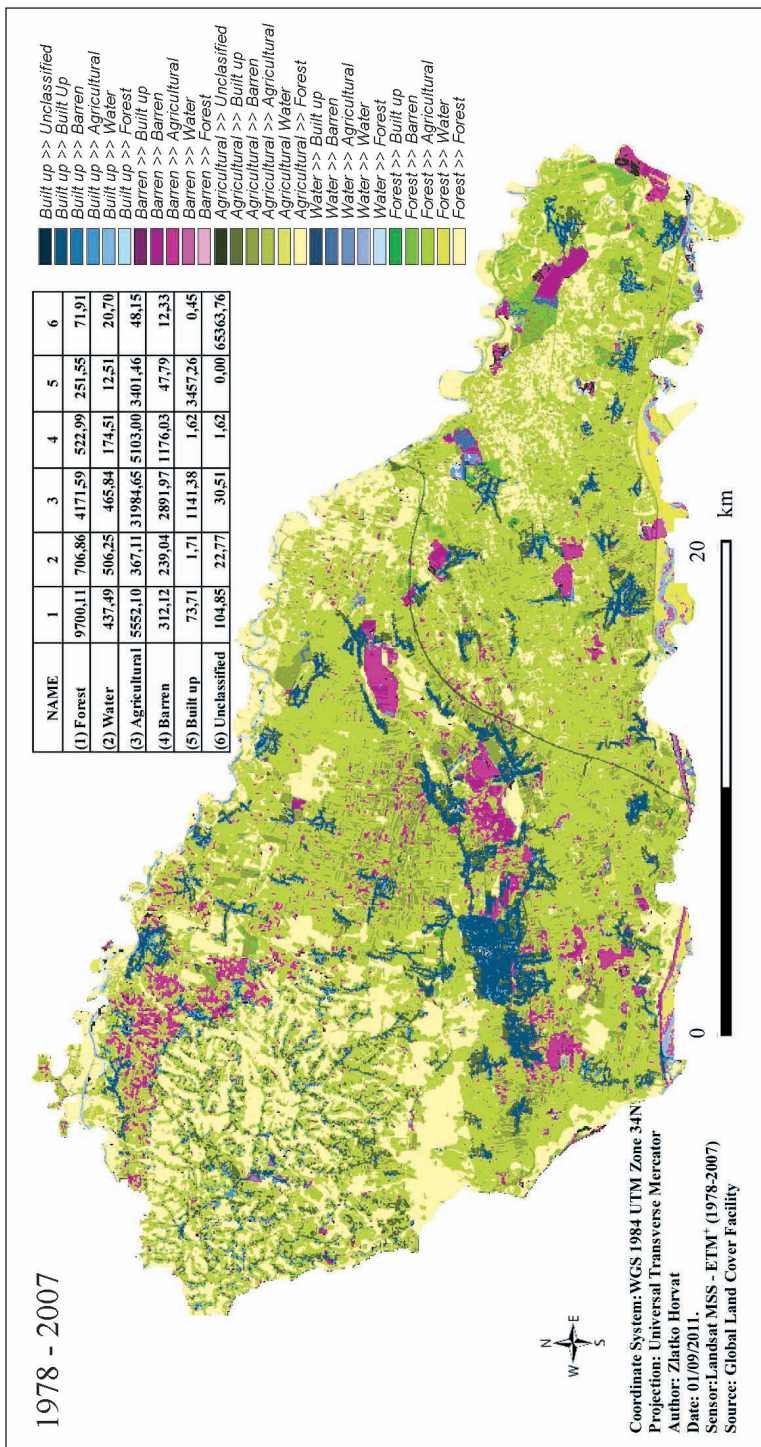 1978 - 2007
NAME 1 2 3 4 5 6
(1) Forest 9700,11 706,86 4171,59 522,99 251,55 71,91
(2) Water 437,49 506,25 465,84 174,51 12,51 20,70
(3) Agricultural 5552,10 367,11 31984,65 5103,00 3401,46 48,15
(4) Barren 312,12 239,04 2891,97 1176,03 47,79 12,33
(5) Built up 73,71 1,71 1141,38 1,62 3457,26 0,45
(6) Unclassified 104,85 22,77 30,51 1,62 0,00 65363,76
Built up >> Unclassified
Built up >> Built Up
Built up >> Barren
Built up >> Agricultural
Built up >> Water
Built up >> Forest
Barren >> Built up
Barren >> Barren
Barren >> Agricultural
Barren >> Water
Barren >> Forest
Agricultural >> Unclassified
Agricultural >> Built up
Agricultural >> Barren
Agricultural >> Agricultural
Agricultural Water
Agricultural >> Forest
Water >> Built up
Water >> Barren
Water >> Agricultural
Water >> Water
Water >> Forest
Forest >> Built up
Forest >> Barren
Forest >> Agricultural
Forest >> Water
Forest >> Forest
N
W E
S
Coordinate System:WGS 1984 UTM Zone 34N
Projection: Universal Transverse Mercator
Author: Zlatko Horvat
Date: 01/09/2011.
Sensor:Landsat MSS - ETM⁺ (1978-2007)
Source: Global Land Cover Facility
0 20
km